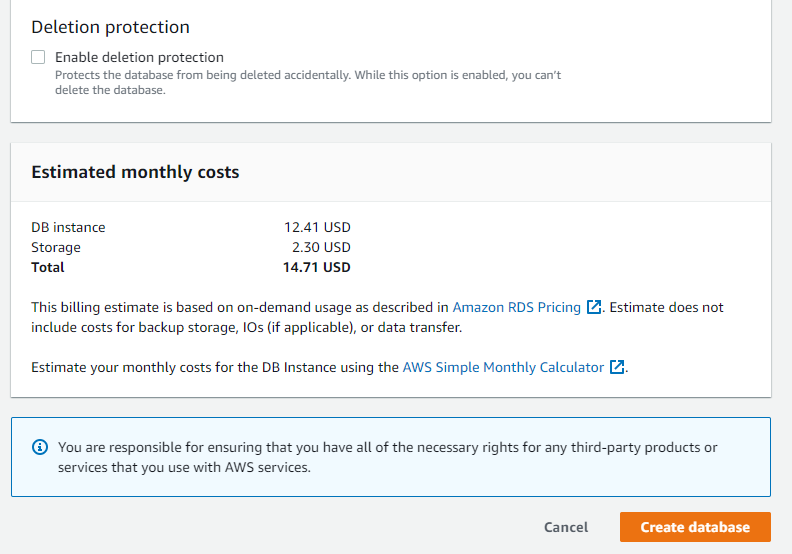 Deletion protection
Enable deletion protection
Protects the database from being deleted accidentally. While this option is enabled, you can't
delete the database.
Estimated monthly costs
DB instance 12.41 USD
Storage 2.30 USD
Total 14.71 USD
This billing estimate is based on on-demand usage as described in Amazon RDS Pricing. Estimate does not
include costs for backup storage, IOs (if applicable), or data transfer.
Estimate your monthly costs for the DB Instance using the AWS Simple Monthly Calculator.
You are responsible for ensuring that you have all of the necessary rights for any third-party products or
services that you use with AWS services.
Cancel Create database